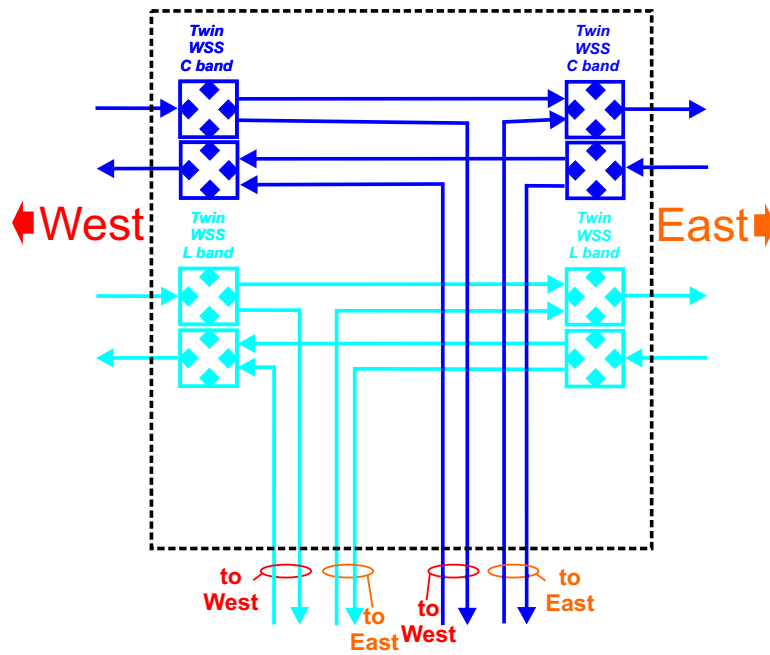 Twin
WSS
C band
Twin
WSS
C band
West
East
Twin
WSS
L band
Twin
WSS
L band
to
West
to
East
to
West
to
East